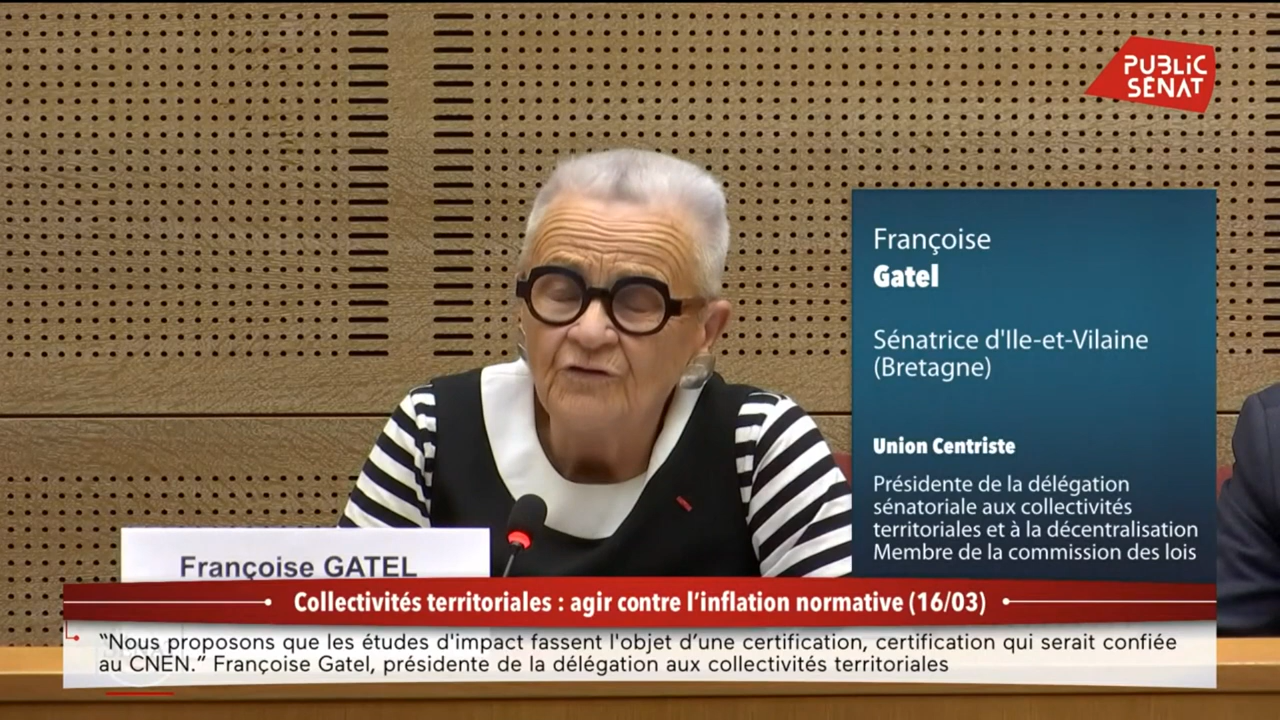 PUBLIC
SÉNAT
Françoise
Gatel
Sénatrice d'Ile-et-Vilaine
(Bretagne)
Union Centriste
Présidente de la délégation
sénatoriale aux collectivités
territoriales et à la décentralisation
Membre de la commission des lois
Françoise GATEL
Collectivités territoriales : agir contre l’inflation normative (16/03)
“Nous proposons que les études d'impact fassent l'objet d’une certification, certification qui serait confiée
au CNEN.” Françoise Gatel, présidente de la délégation aux collectivités territoriales